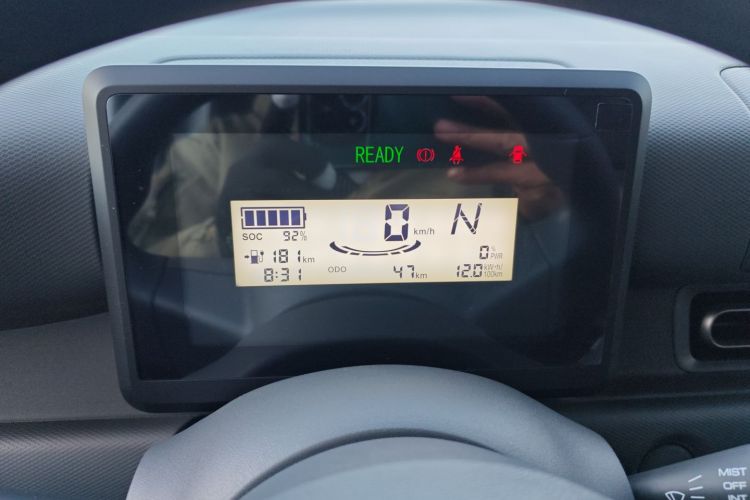 READY
0 km/h N
SOC 92%
181 km
0 % PWR
8:31 ODO 47 km 12.0 kW·h/100km
MIST
OFF
INT